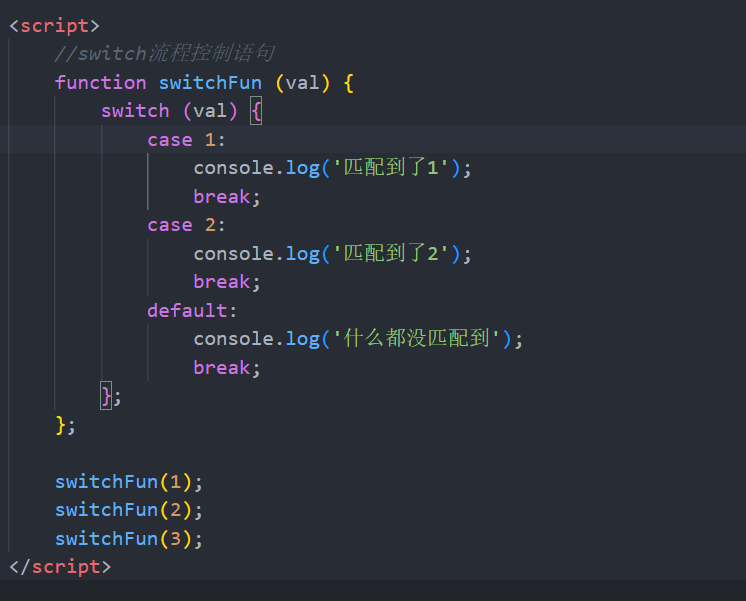 <script>
//switch流程控制语句
function switchFun (val) {
switch (val) {
case 1:
console.log('匹配到了1');
break;
case 2:
console.log('匹配到了2');
break;
default:
console.log('什么都没匹配到');
break;
};
};
switchFun(1);
switchFun(2);
switchFun(3);
</script>